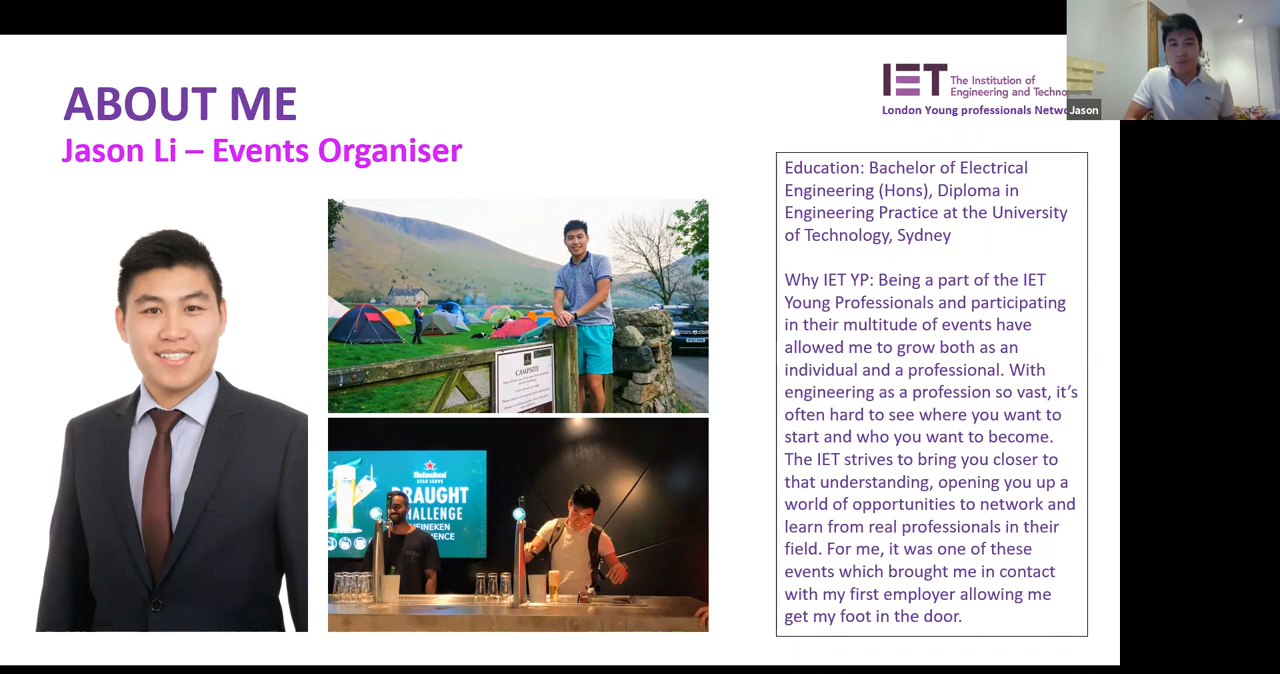 ABOUT ME
Jason Li – Events Organiser
IET The Institution of
Engineering and Techno
London Young professionals Netwo
Jason
Education: Bachelor of Electrical
Engineering (Hons), Diploma in
Engineering Practice at the University
of Technology, Sydney
Why IET YP: Being a part of the IET
Young Professionals and participating
in their multitude of events have
allowed me to grow both as an
individual and a professional. With
engineering as a profession so vast, it's
often hard to see where you want to
start and who you want to become.
The IET strives to bring you closer to
that understanding, opening you up a
world of opportunities to network and
learn from real professionals in their
field. For me, it was one of these
events which brought me in contact
with my first employer allowing me
get my foot in the door.
CAMPSITE
Heineken
STAR SERVE
DRAUGHT
HALLENGE
HEINEKEN
ENCE